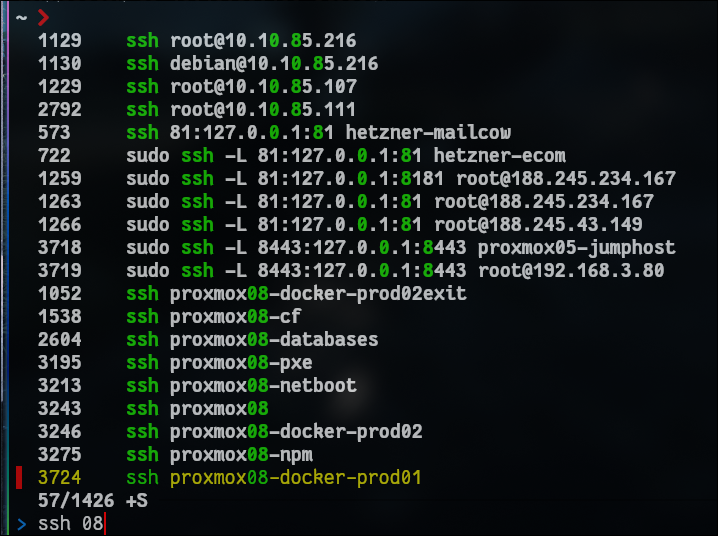 ~ ❯
1129 ssh root@10.10.85.216
1130 ssh debian@10.10.85.216
1229 ssh root@10.10.85.107
2792 ssh root@10.10.85.111
573 ssh 81:127.0.0.1:81 hetzner-mailcow
722 sudo ssh -L 81:127.0.0.1:81 hetzner-ecom
1259 sudo ssh -L 81:127.0.0.1:8181 root@188.245.234.167
1263 sudo ssh -L 81:127.0.0.1:81 root@188.245.234.167
1266 sudo ssh -L 81:127.0.0.1:81 root@188.245.43.149
3718 sudo ssh -L 8443:127.0.0.1:8443 proxmox05-jumphost
3719 sudo ssh -L 8443:127.0.0.1:8443 root@192.168.3.80
1052 ssh proxmox08-docker-prod02exit
1538 ssh proxmox08-cf
2604 ssh proxmox08-databases
3195 ssh proxmox08-pxe
3213 ssh proxmox08-netboot
3243 ssh proxmox08
3246 ssh proxmox08-docker-prod02
3275 ssh proxmox08-npm
3724 ssh proxmox08-docker-prod01
57/1426 +S
> ssh 08